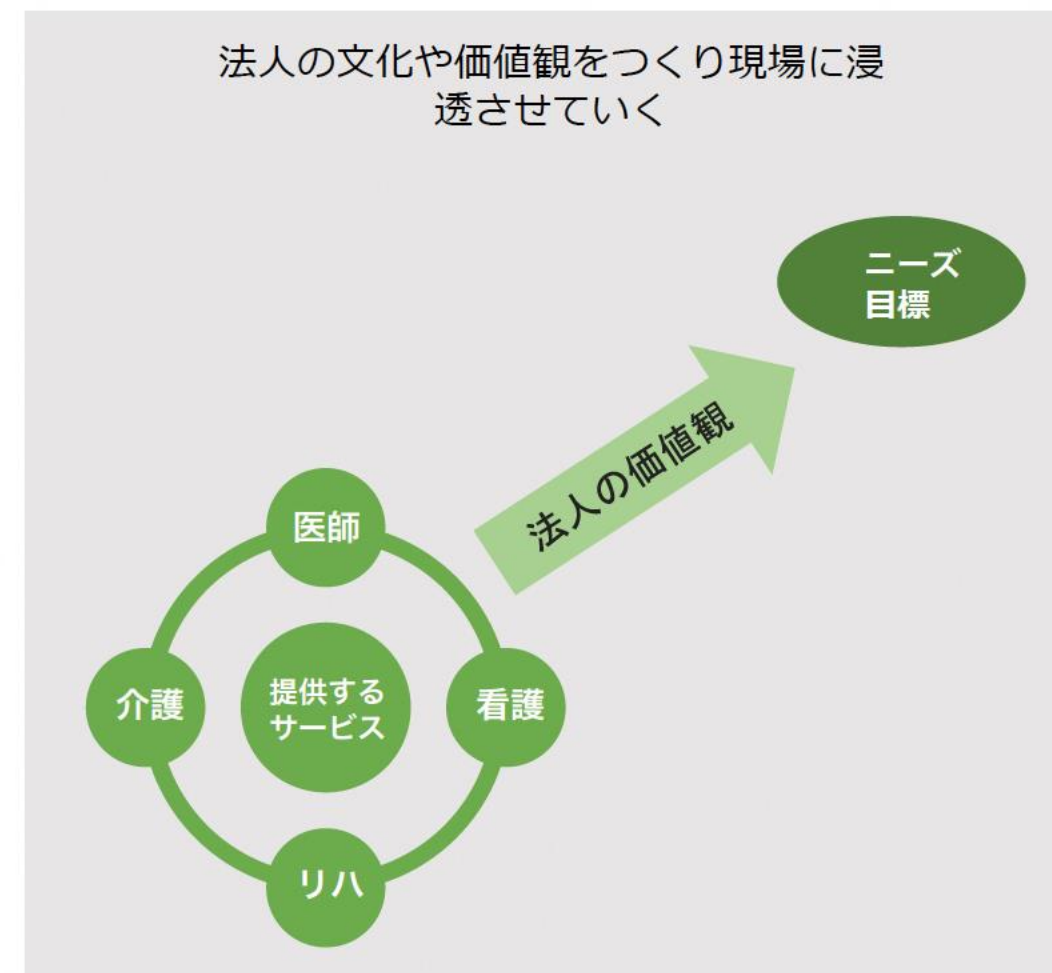 法人の文化や価値観をつくり現場に浸
透させていく
ニーズ
目標
法人の価値観
医師
介護
提供する
サービス
看護
リハ